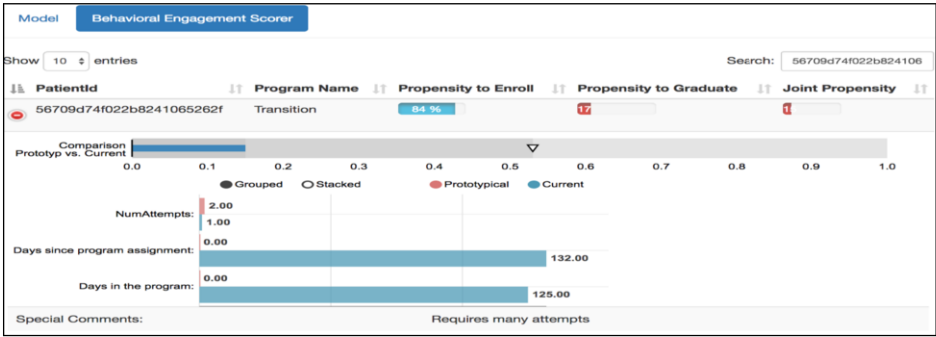 Model Behavioral Engagement Scorer
Show 10 entries Search: 56709d74f022b824106
PatientId Program Name Propensity to Enroll Propensity to Graduate Joint Propensity
56709d74f022b8241065262f Transition 84 % 17
Comparison
Prototyp vs. Current
0.0 0.1 0.2 0.3 0.4 0.5 0.6 0.7 0.8 0.9 1.0
Grouped Stacked Prototypical Current
NumAttempts: 2.00
1.00
Days since program assignment: 0.00
132.00
Days in the program: 0.00
125.00
Special Comments: Requires many attempts